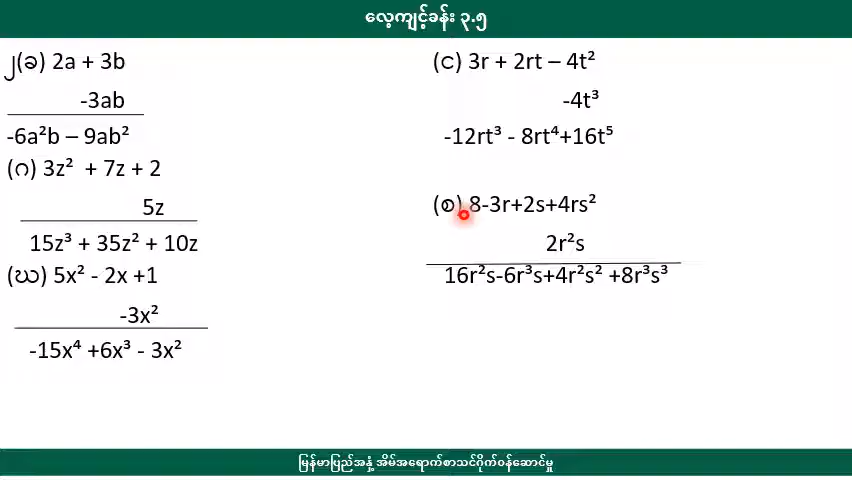 လေ့ကျင့်ခန်း ၃.၅
၂(ခ) 2a + 3b
-3ab
-6a²b – 9ab²
(ဂ) 3z² + 7z + 2
5z
15z³ + 35z² + 10z
(ဃ) 5x² - 2x +1
-3x²
-15x⁴ +6x³ - 3x²
(င) 3r + 2rt – 4t²
-4t³
-12rt³ - 8rt⁴+16t⁵
(စ) 8-3r+2s+4rs²
2r²s
16r²s-6r³s+4r²s² +8r³s³
မြန်မာပြည်အနှံ့ အိမ်အရောက်စာသင်ဂိုက်ဝန်ဆောင်မှု